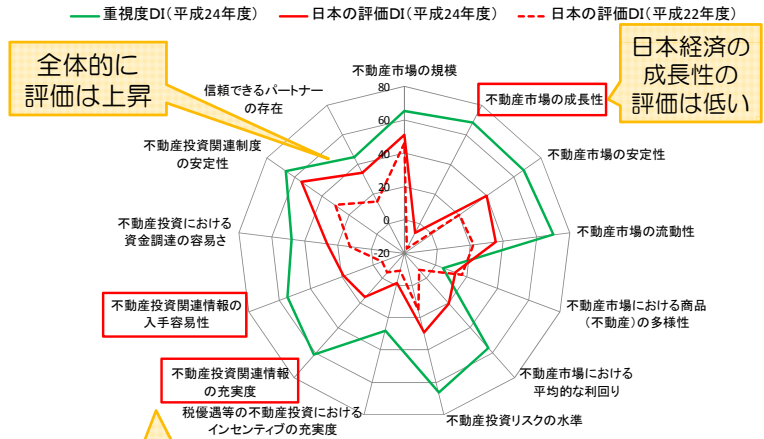 重視度DI(平成24年度)
日本の評価DI(平成24年度)
日本の評価DI(平成22年度)
全体的に
評価は上昇
日本経済の
成長性の
評価は低い
不動産市場の規模
不動産市場の成長性
不動産市場の安定性
不動産市場の流動性
不動産市場における商品
(不動産)の多様性
不動産市場における
平均的な利回り
不動産投資リスクの水準
税優遇等の不動産投資における
インセンティブの充実度
不動産投資関連情報
の充実度
不動産投資関連情報の
入手容易性
不動産投資における
資金調達の容易さ
不動産投資関連制度
の安定性
信頼できるパートナー
の存在
80
60
40
20
0
-20